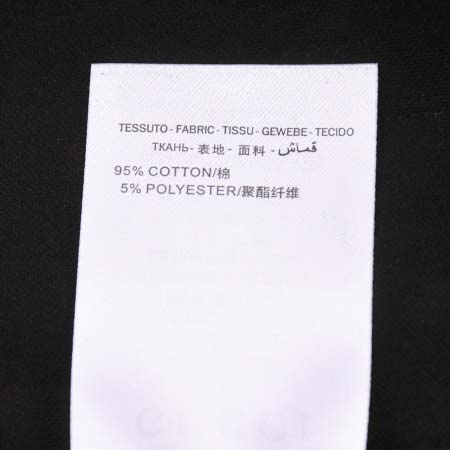 TESSUTO - FABRIC - TISSU - GEWEBE - TECIDO
ТКАНЬ - 表地 - 面料 - قماش
95% COTTON/棉
5% POLYESTER/聚酯纤维